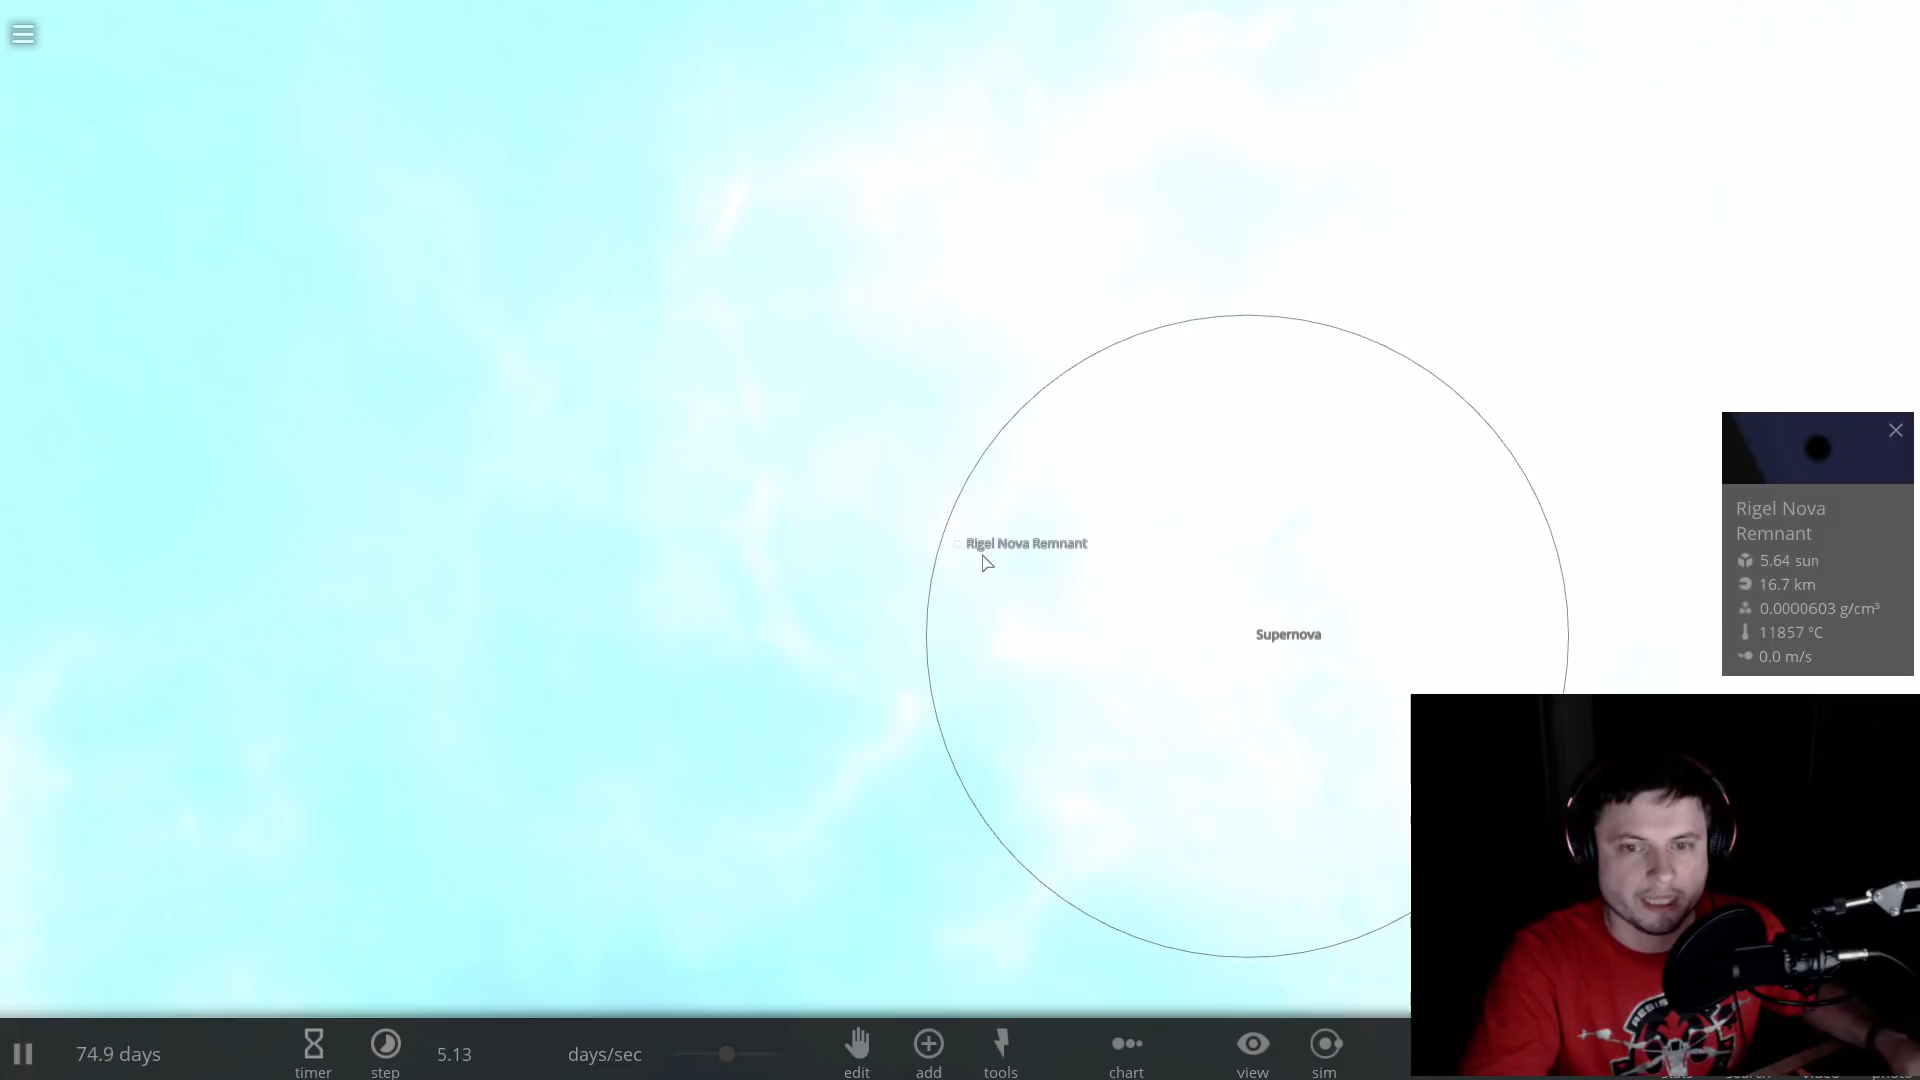 Rigel Nova Remnant
Supernova
Rigel Nova
Remnant
5.64 sun
16.7 km
0.0000603 g/cm³
11857 °C
0.0 m/s
74.9 days
timer
step
5.13
days/sec
edit
add
tools
chart
view
sim